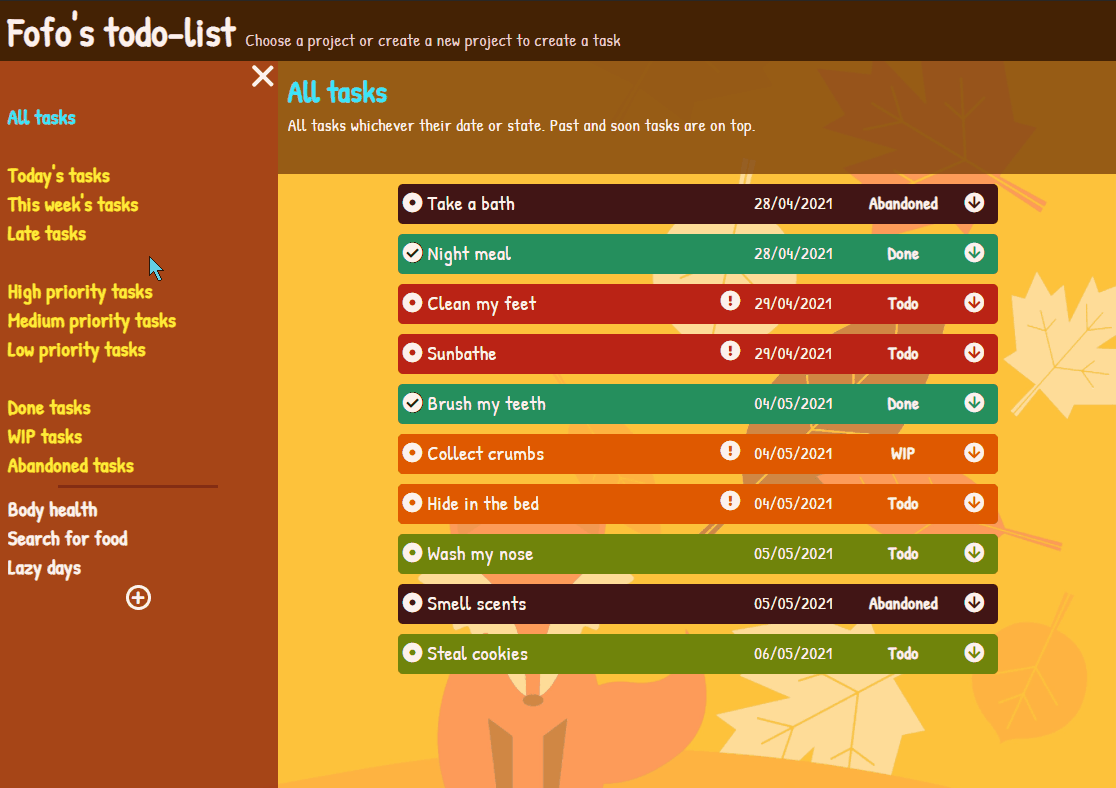 Fofo's todo-list Choose a project or create a new project to create a task
All tasks
Today's tasks
This week's tasks
Late tasks
High priority tasks
Medium priority tasks
Low priority tasks
Done tasks
WIP tasks
Abandoned tasks
Body health
Search for food
Lazy days
All tasks
All tasks whichever their date or state. Past and soon tasks are on top.
Take a bath 28/04/2021 Abandoned
Night meal 28/04/2021 Done
Clean my feet 29/04/2021 Todo
Sunbathe 29/04/2021 Todo
Brush my teeth 04/05/2021 Done
Collect crumbs 04/05/2021 WIP
Hide in the bed 04/05/2021 Todo
Wash my nose 05/05/2021 Todo
Smell scents 05/05/2021 Abandoned
Steal cookies 06/05/2021 Todo